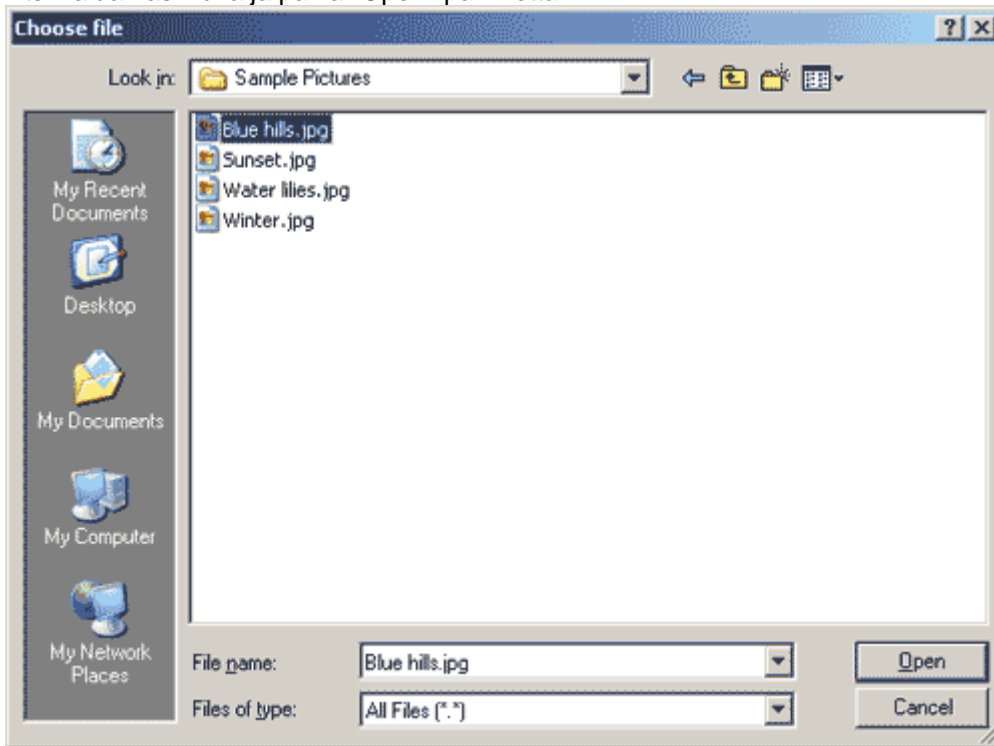 Choose file
Look in:
Sample Pictures
My Recent
Documents
Desktop
My Documents
My Computer
My Network
Places
Blue hills.jpg
Sunset.jpg
Water lilies.jpg
Winter.jpg
File name:
Blue hills.jpg
Open
Files of type:
All Files (*.*)
Cancel